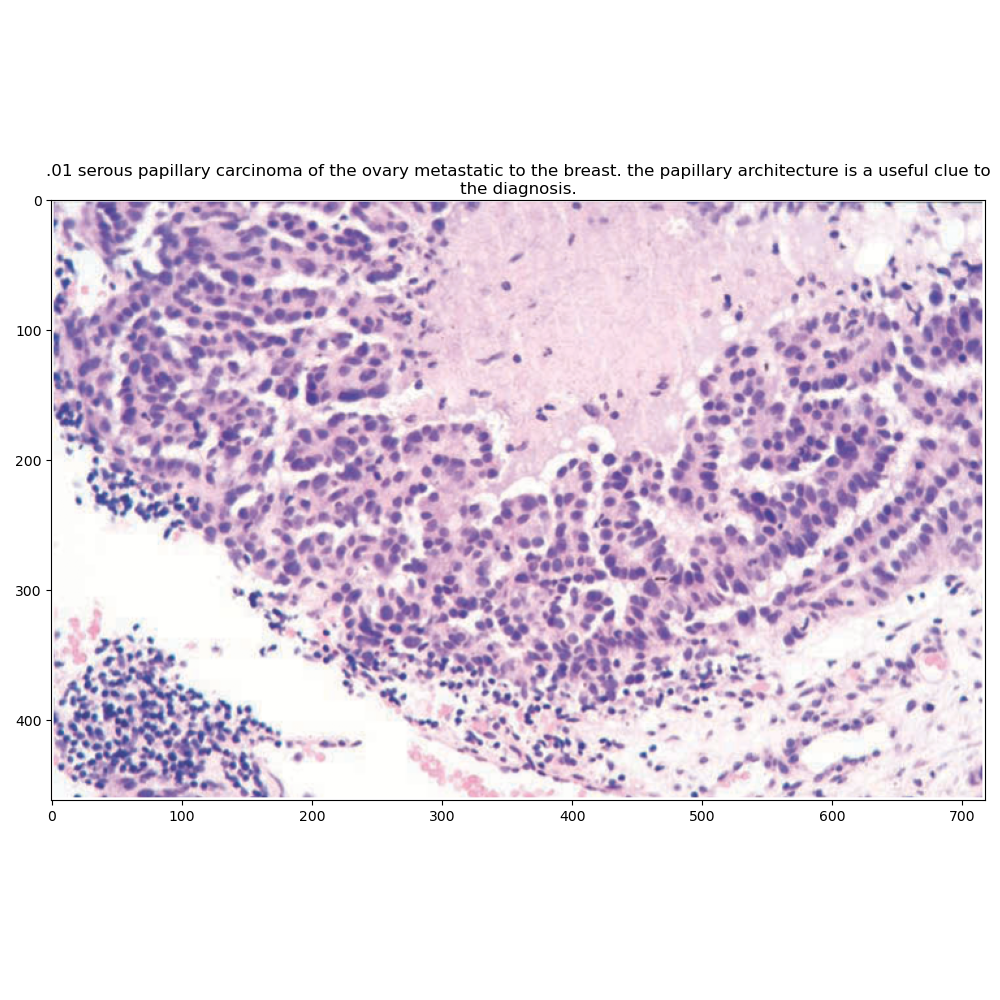 .01 serous papillary carcinoma of the ovary metastatic to the breast. the papillary architecture is a useful clue to
the diagnosis.
0
100
200
300
400
0 100 200 300 400 500 600 700